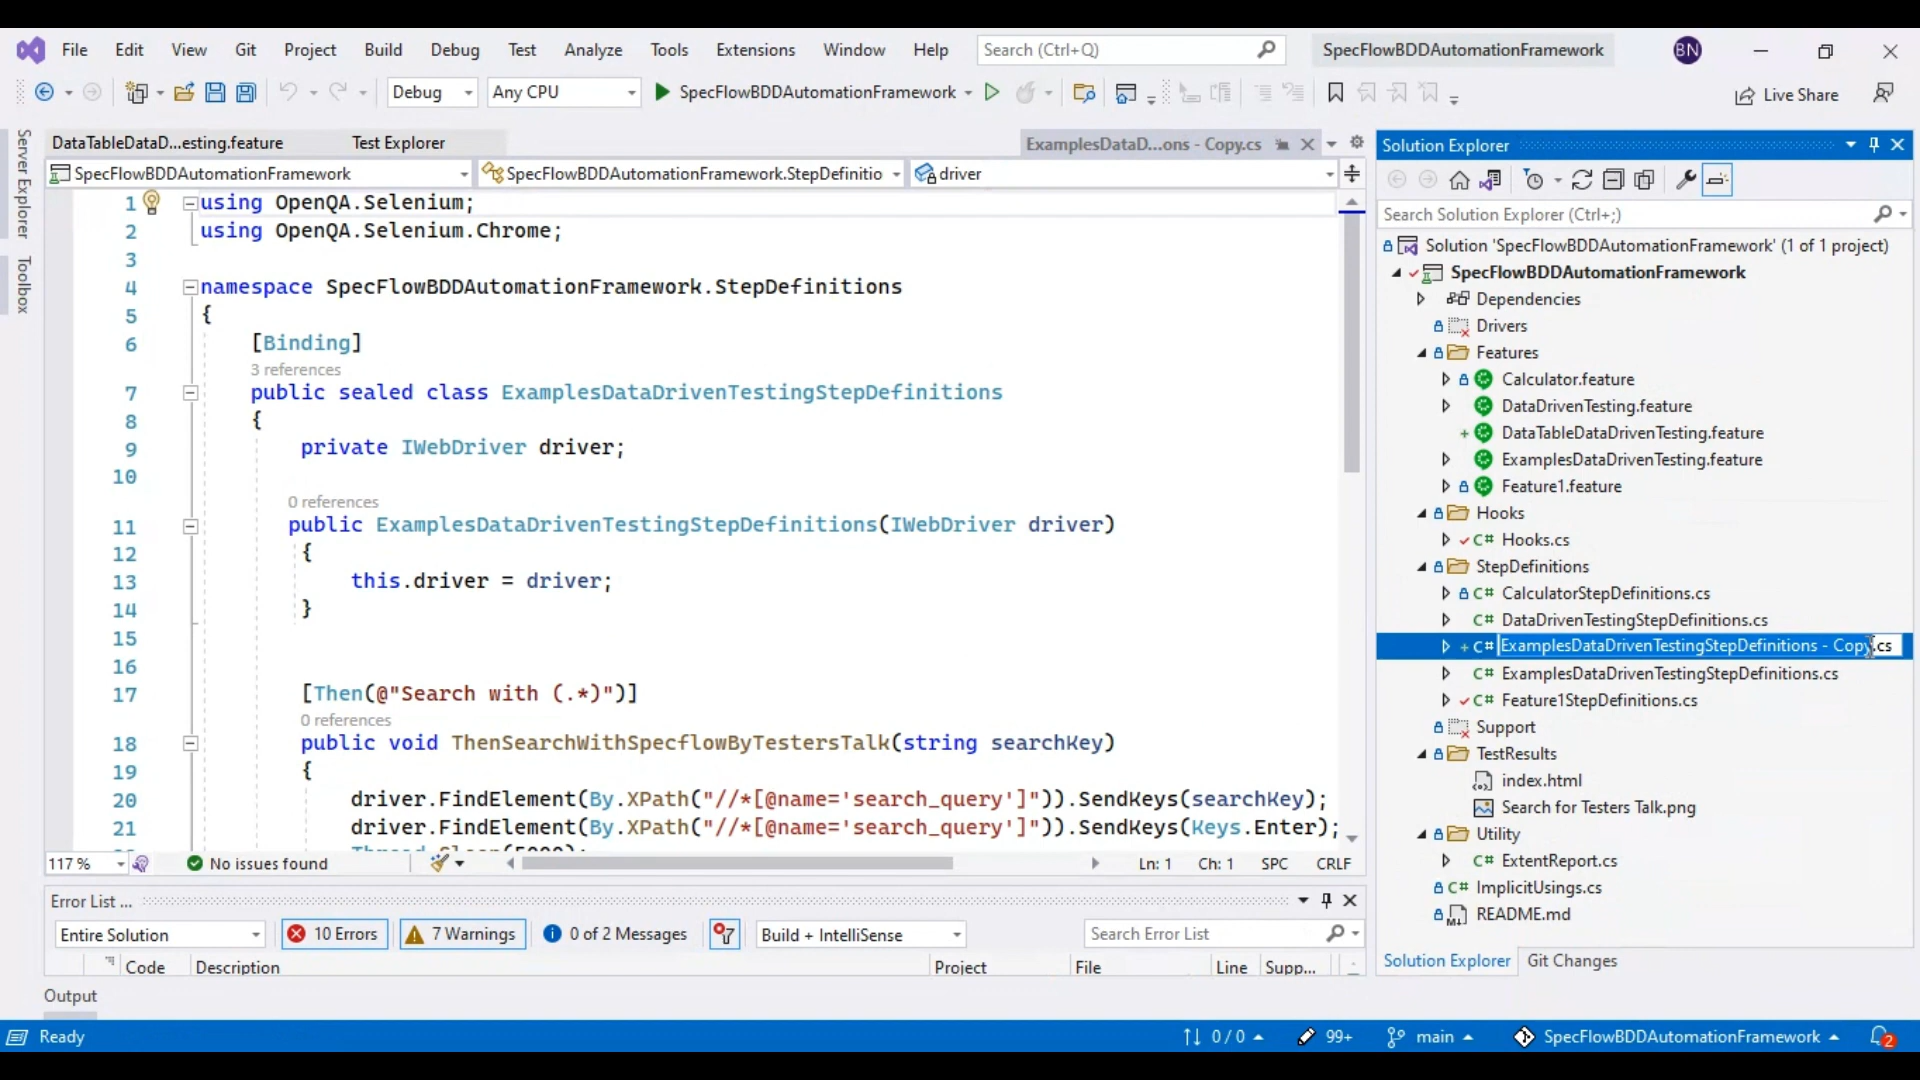 File Edit View Git Project Build Debug Test Analyze Tools Extensions Window Help Search (Ctrl+Q) SpecFlowBDDAutomationFramework BN
Debug Any CPU SpecFlowBDDAutomationFramework Live Share
Server Explorer
Toolbox
DataTableDataD...esting.feature Test Explorer ExamplesDataD...ons - Copy.cs
SpecFlowBDDAutomationFramework SpecFlowBDDAutomationFramework.StepDefinitio driver
1 using OpenQA.Selenium;
2 using OpenQA.Selenium.Chrome;
3
4 namespace SpecFlowBDDAutomationFramework.StepDefinitions
5 {
6 [Binding]
3 references
7 public sealed class ExamplesDataDrivenTestingStepDefinitions
8 {
9 private IWebDriver driver;
10
0 references
11 public ExamplesDataDrivenTestingStepDefinitions(IWebDriver driver)
12 {
13 this.driver = driver;
14 }
15
16
17 [Then(@"Search with (.*)")]
0 references
18 public void ThenSearchWithSpecflowByTestersTalk(string searchKey)
19 {
20 driver.FindElement(By.XPath("//*[@name='search_query']")).SendKeys(searchKey);
21 driver.FindElement(By.XPath("//*[@name='search_query']")).SendKeys(Keys.Enter);
117 % No issues found Ln: 1 Ch: 1 SPC CRLF
Error List ...
Entire Solution 10 Errors 7 Warnings 0 of 2 Messages Build + IntelliSense Search Error List
Code Description Project File Line Supp...
Output
Solution Explorer
Search Solution Explorer (Ctrl+;)
Solution 'SpecFlowBDDAutomationFramework' (1 of 1 project)
SpecFlowBDDAutomationFramework
Dependencies
Drivers
Features
Calculator.feature
DataDrivenTesting.feature
DataTableDataDrivenTesting.feature
ExamplesDataDrivenTesting.feature
Feature1.feature
Hooks
C# Hooks.cs
StepDefinitions
C# CalculatorStepDefinitions.cs
C# DataDrivenTestingStepDefinitions.cs
C# ExamplesDataDrivenTestingStepDefinitions - Copy.cs
C# ExamplesDataDrivenTestingStepDefinitions.cs
C# Feature1StepDefinitions.cs
Support
TestResults
index.html
Search for Testers Talk.png
Utility
C# ExtentReport.cs
C# ImplicitUsings.cs
README.md
Solution Explorer Git Changes
Ready 0 / 0 99+ main SpecFlowBDDAutomationFramework 2